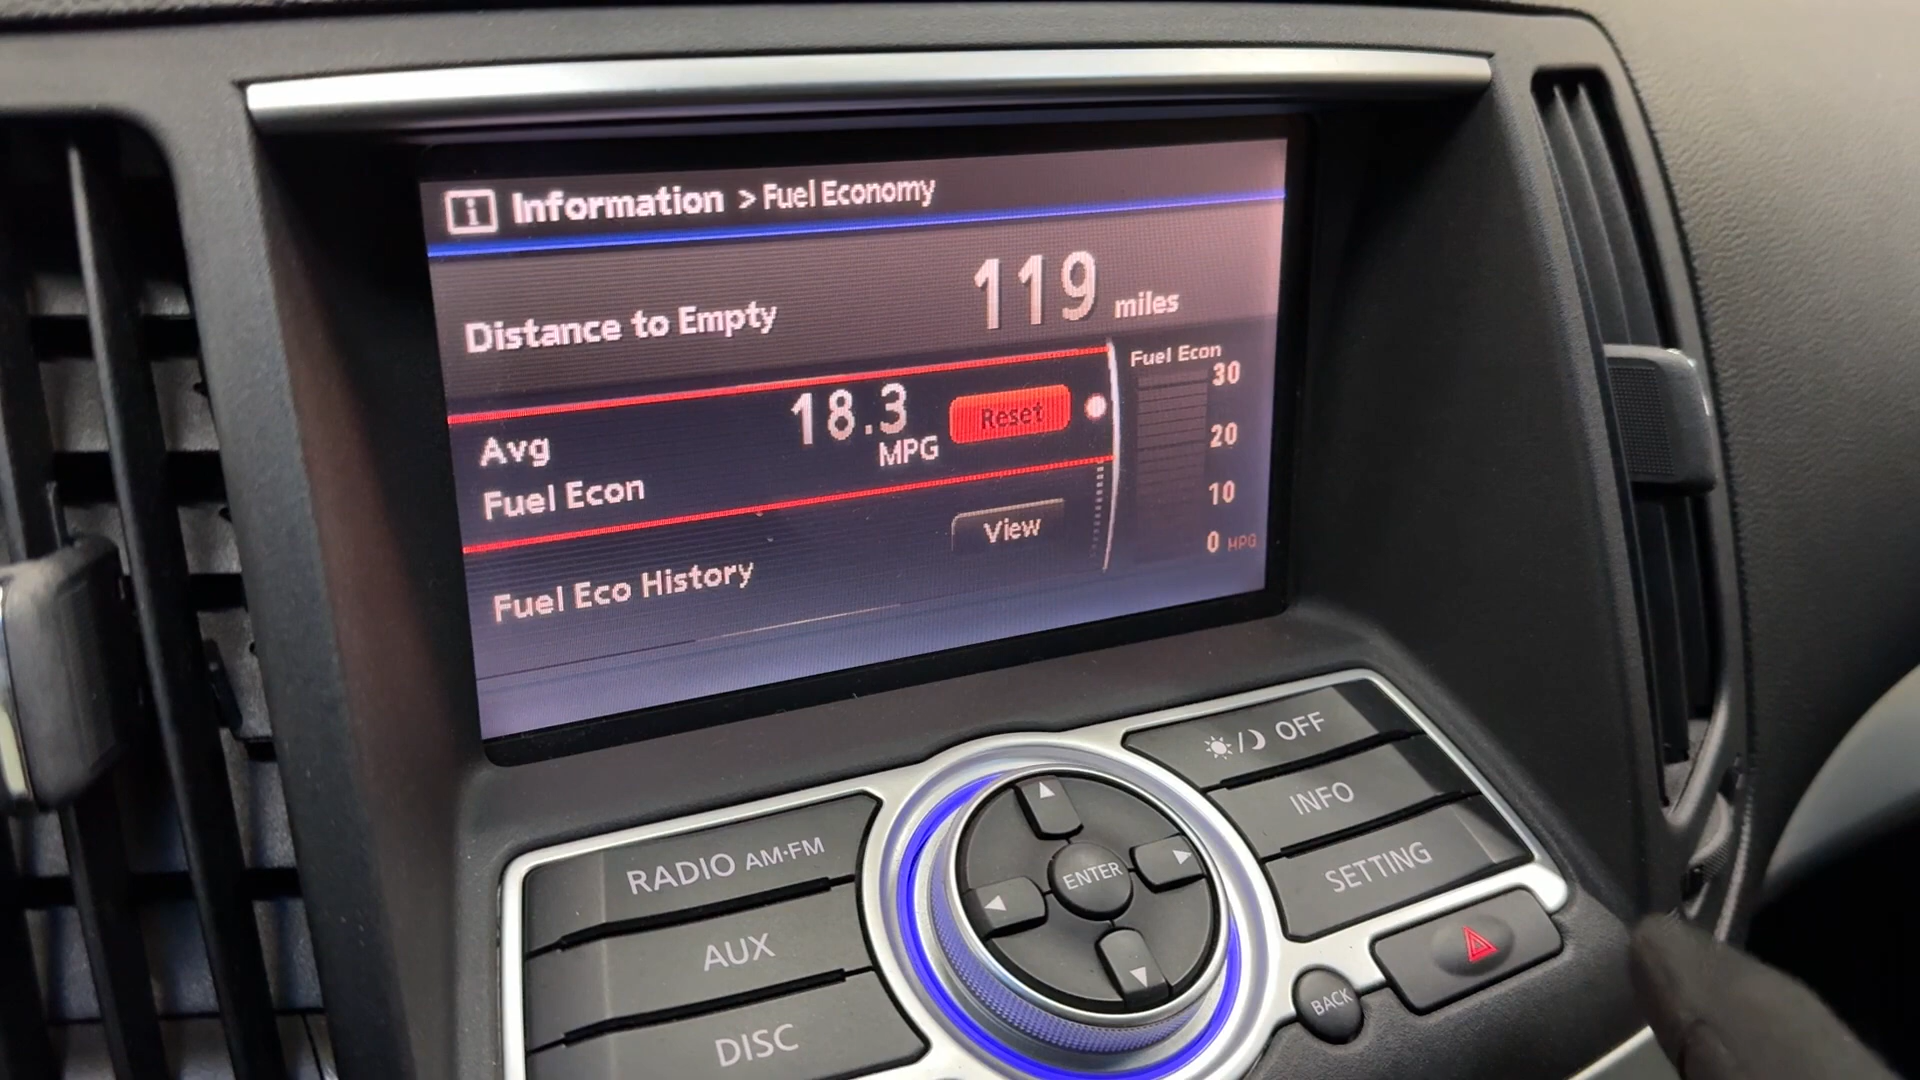 Information > Fuel Economy
Distance to Empty 119 miles
Avg
Fuel Econ
18.3
MPG
Reset
Fuel Eco History
View
Fuel Econ
30
20
10
0 MPG
RADIO AM·FM
AUX
DISC
ENTER
OFF
INFO
SETTING
BACK